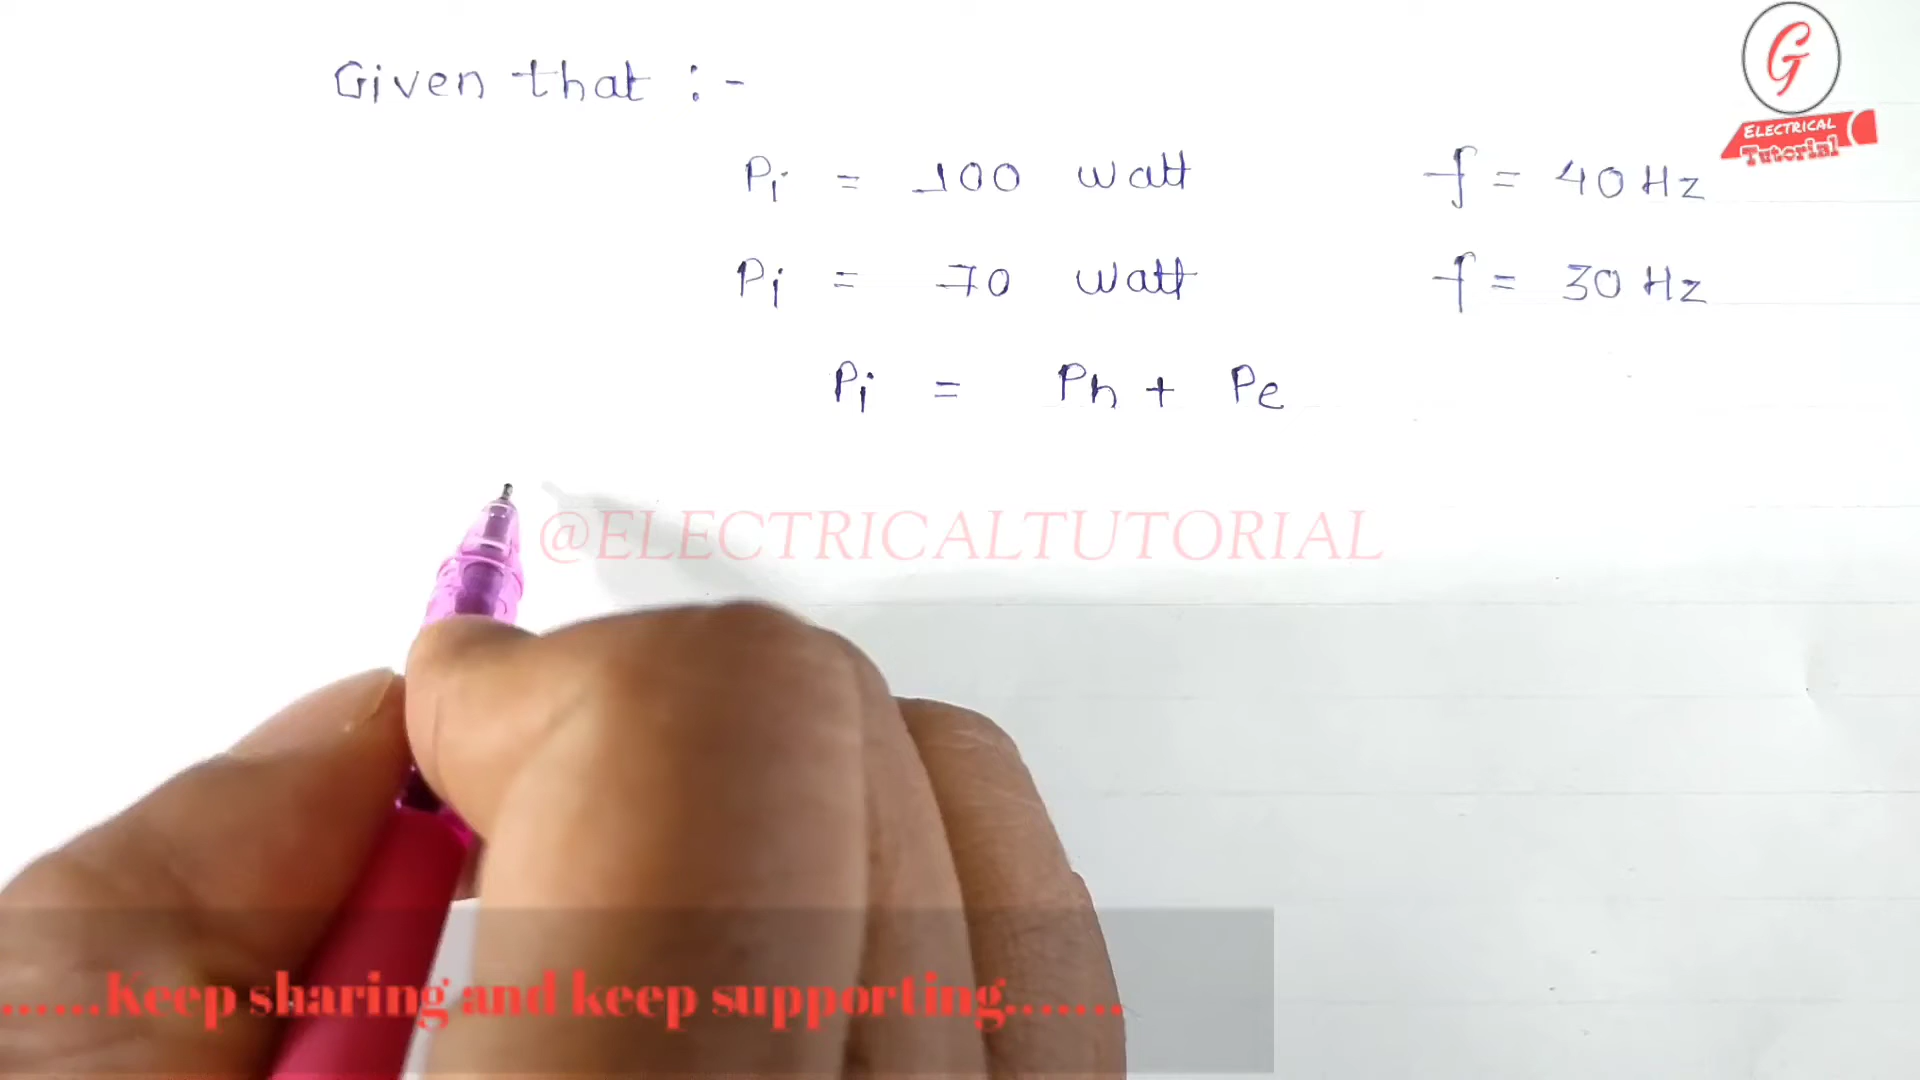 Given that :-
G
ELECTRICAL
Tutorial
Pi = 100 watt f = 40 Hz
Pi = 70 watt f = 30 Hz
Pi = Ph + Pe
@ELECTRICALTUTORIAL
......Keep sharing and keep supporting.......